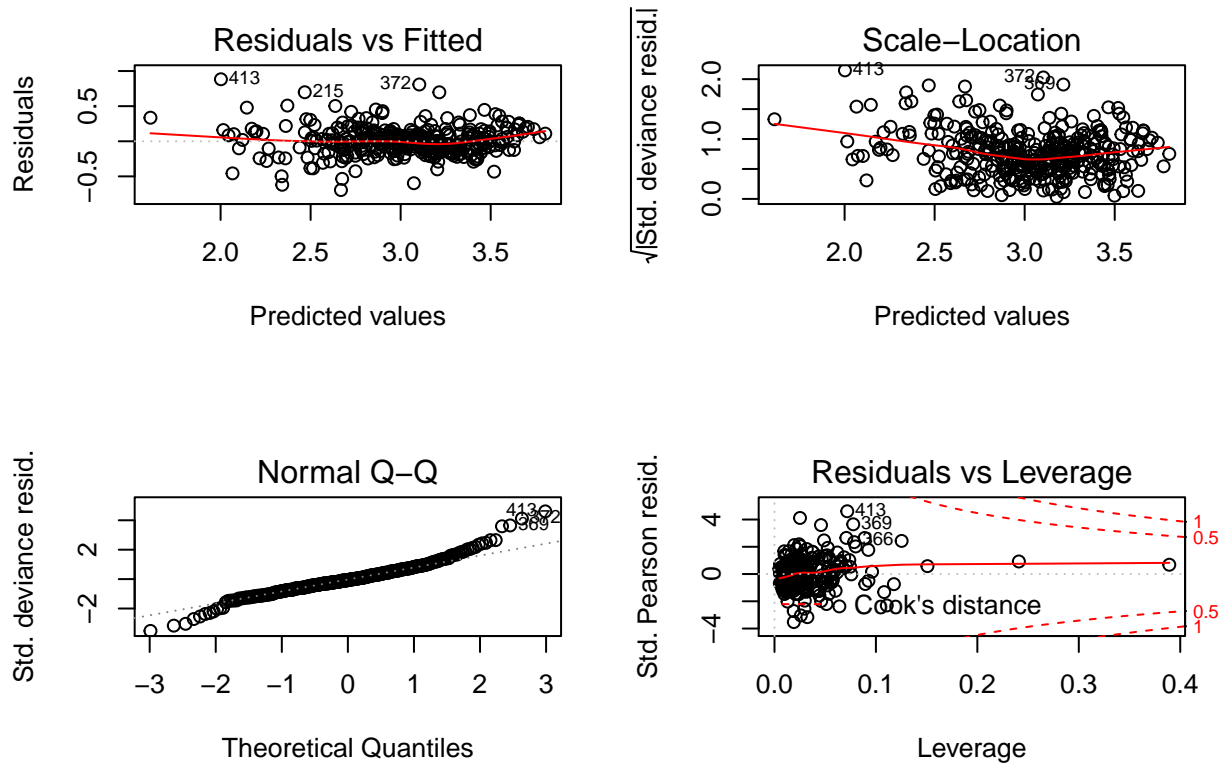 Residuals vs Fitted
Residuals
0.5
−0.5
413
215
372
2.0 2.5 3.0 3.5
Predicted values
Scale−Location
√|Std. deviance resid.|
2.0
1.0
0.0
413
372
369
2.0 2.5 3.0 3.5
Predicted values
Normal Q−Q
Std. deviance resid.
2
−2
413
372
369
−3 −2 −1 0 1 2 3
Theoretical Quantiles
Residuals vs Leverage
Std. Pearson resid.
4
0
−4
413
369
366
Cook's distance
1
0.5
0.5
1
0.0 0.1 0.2 0.3 0.4
Leverage